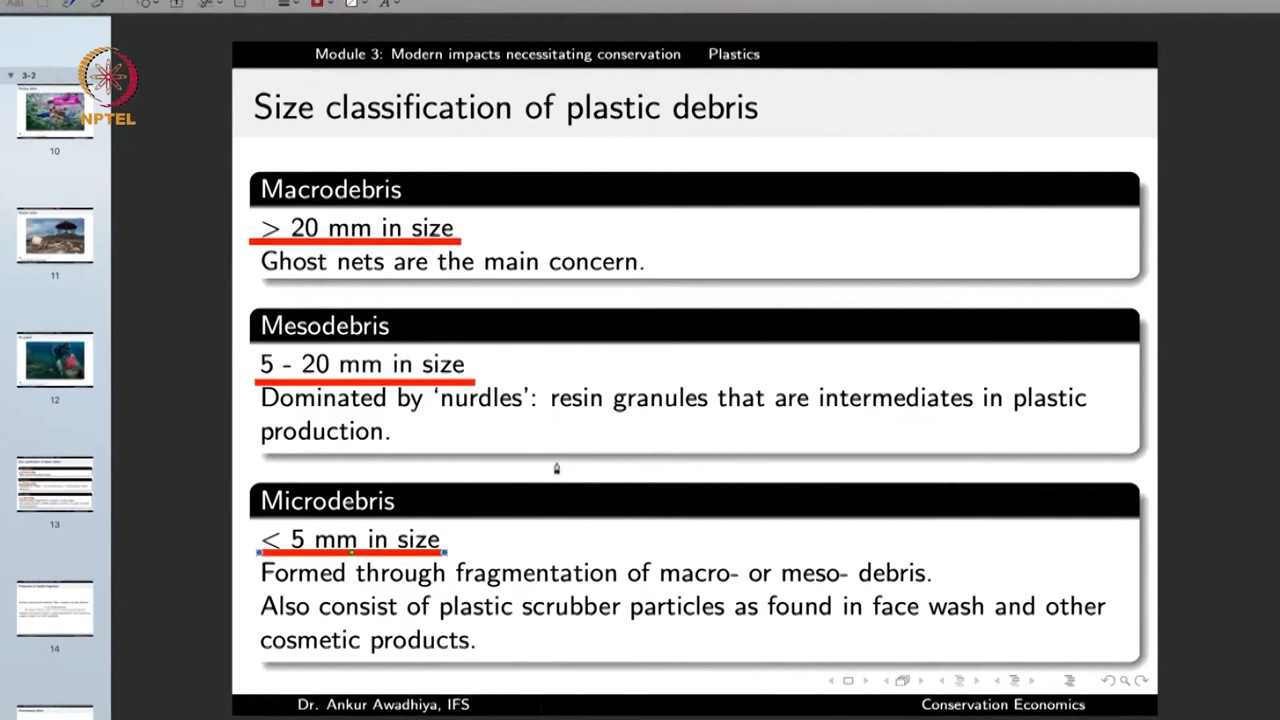 3-2
NPTEL
10
11
12
13
14
Module 3: Modern impacts necessitating conservation Plastics
Size classification of plastic debris
Macrodebris
> 20 mm in size
Ghost nets are the main concern.
Mesodebris
5 - 20 mm in size
Dominated by ‘nurdles’: resin granules that are intermediates in plastic
production.
Microdebris
< 5 mm in size
Formed through fragmentation of macro- or meso- debris.
Also consist of plastic scrubber particles as found in face wash and other
cosmetic products.
Dr. Ankur Awadhiya, IFS Conservation Economics